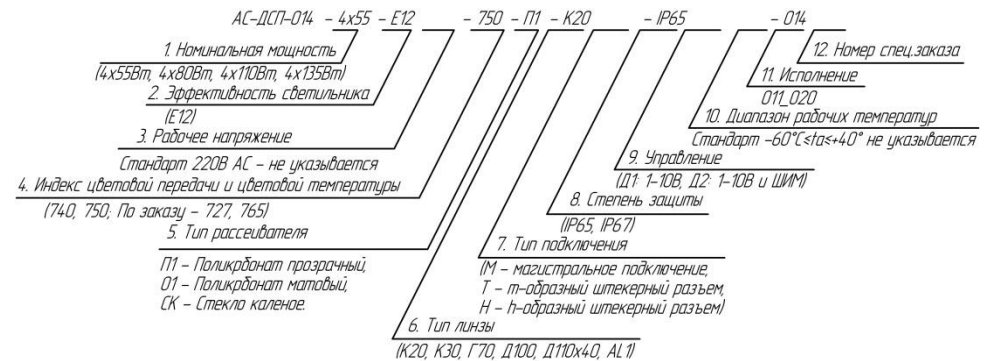 АС-ДСП-014 - 4х55 - Е12 - 750 - П1 - К20 - IP65 - 014
1. Номинальная мощность
(4х55Вт, 4х80Вт, 4х110Вт, 4х135Вт)
2. Эффективность светильника
(Е12)
3. Рабочее напряжение
Стандарт 220В АС - не указывается
4. Индекс цветовой передачи и цветовой температуры
(740, 750; По заказу - 727, 765)
5. Тип рассеивателя
П1 - Поликрбонат прозрачный,
О1 - Поликрбонат матовый,
СК - Стекло каленое.
6. Тип линзы
(К20, К30, Г70, Д100, Д110х40, AL1)
7. Тип подключения
(М - магистральное подключение,
Т - т-образный штекерный разъем,
Н - h-образный штекерный разъем)
8. Степень защиты
(IP65, IP67)
9. Управление
(Д1: 1-10В, Д2: 1-10В и ШИМ)
10. Диапазон рабочих температур
Стандарт -60°С≤ta≤+40° не указывается
11. Исполнение
011_020
12. Номер спец.заказа